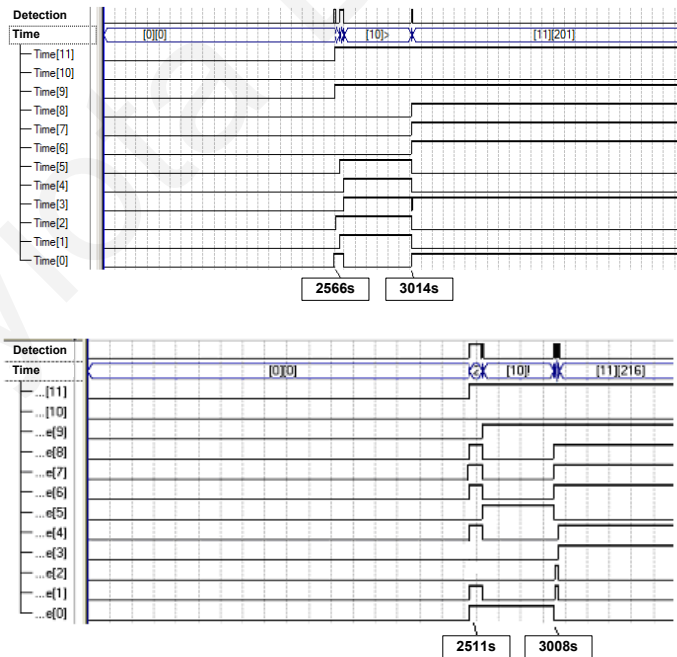 Detection
Time [0][0] [10]> [11][201]
Time[11]
Time[10]
Time[9]
Time[8]
Time[7]
Time[6]
Time[5]
Time[4]
Time[3]
Time[2]
Time[1]
Time[0]
2566s 3014s
Detection
Time [0][0] [10]! [11][216]
...[11]
...[10]
...e[9]
...e[8]
...e[7]
...e[6]
...e[5]
...e[4]
...e[3]
...e[2]
...e[1]
...e[0]
2511s 3008s